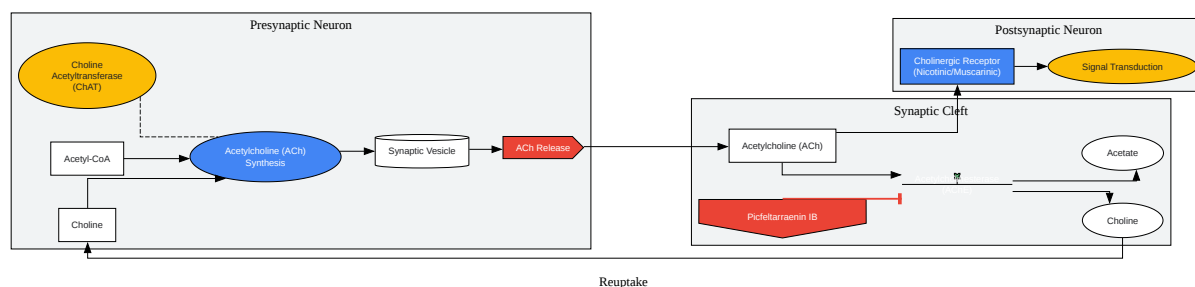 Presynaptic Neuron
Choline
Acetyltransferase
(ChAT)
Acetyl-CoA
Choline
Acetylcholine (ACh)
Synthesis
Synaptic Vesicle
ACh Release
Postsynaptic Neuron
Cholinergic Receptor
(Nicotinic/Muscarinic)
Signal Transduction
Synaptic Cleft
Acetylcholine (ACh)
Picfeltarraenin IB
Acetate
Choline
Reuptake